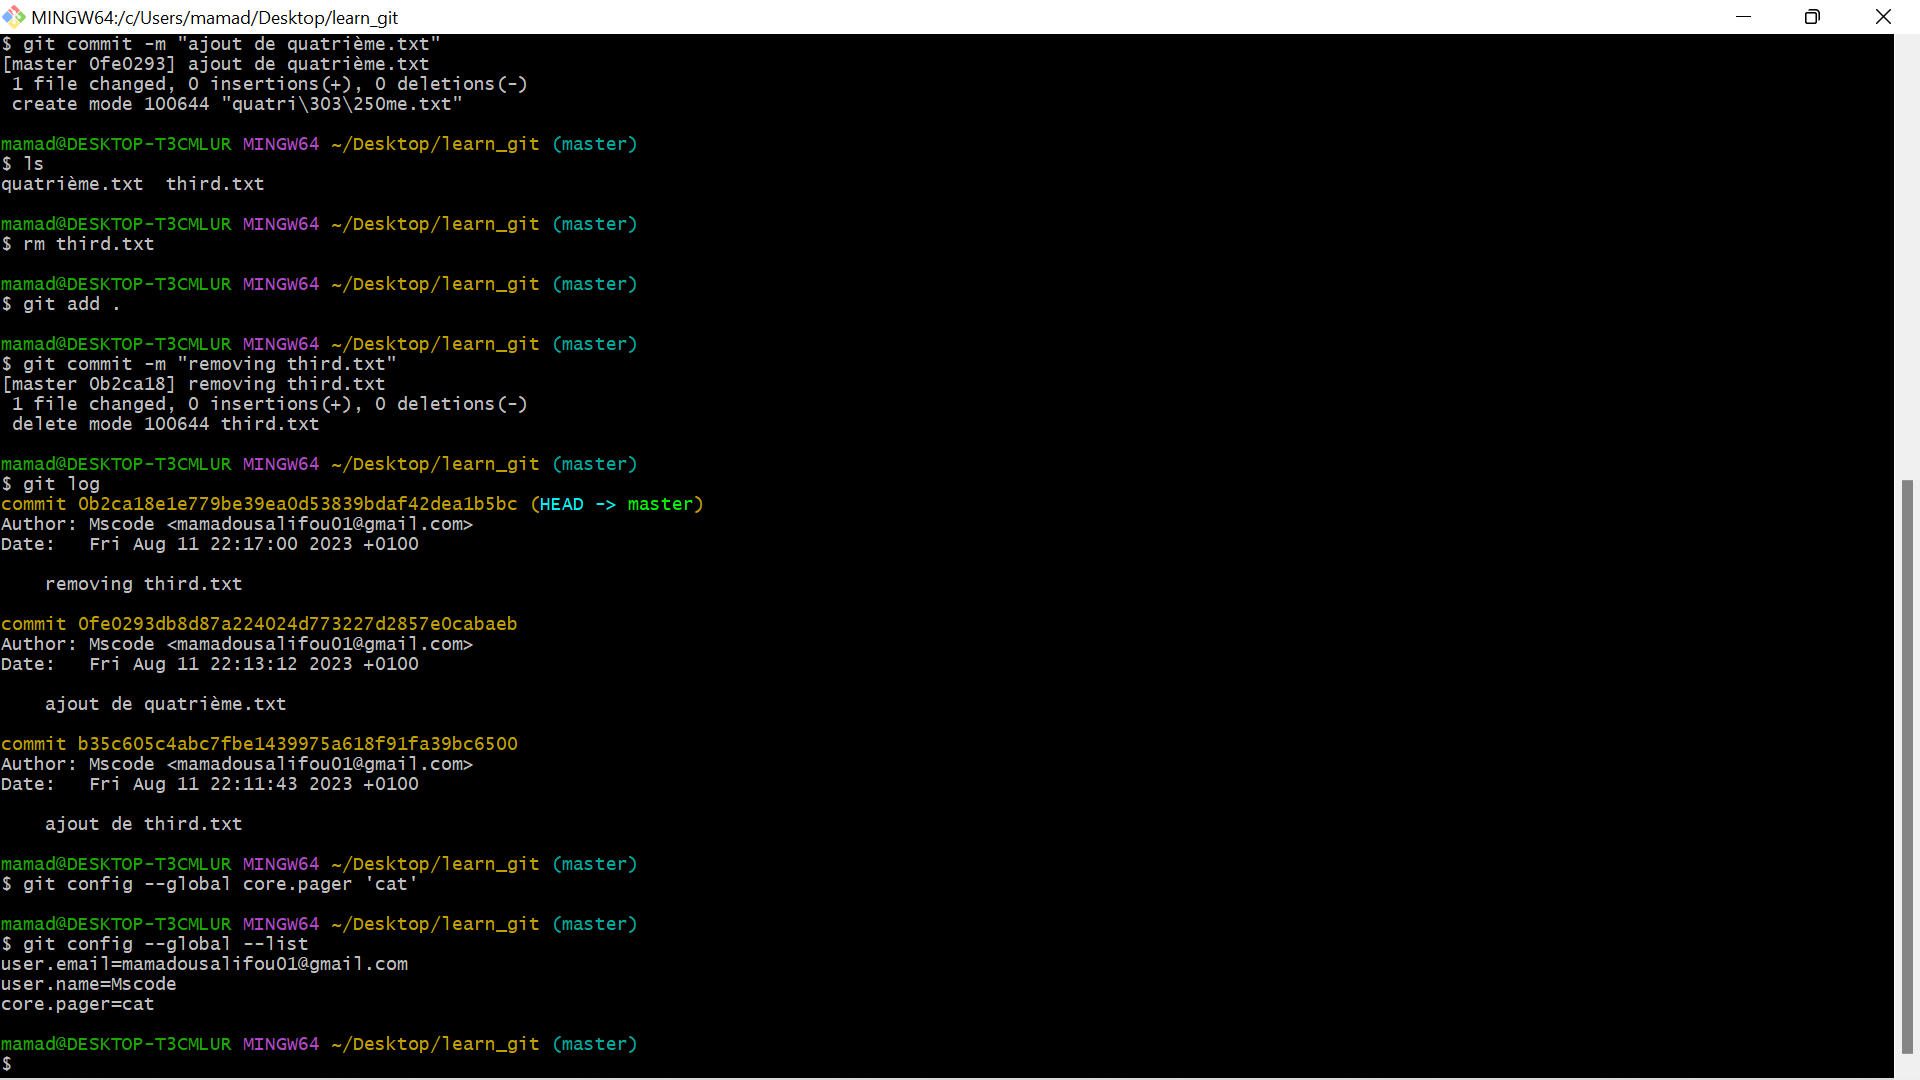 MINGW64:/c/Users/mamad/Desktop/learn_git
$ git commit -m "ajout de quatrième.txt"
[master 0fe0293] ajout de quatrième.txt
 1 file changed, 0 insertions(+), 0 deletions(-)
 create mode 100644 "quatri\303\250me.txt"
mamad@DESKTOP-T3CMLUR MINGW64 ~/Desktop/learn_git (master)
$ ls
quatrième.txt  third.txt
mamad@DESKTOP-T3CMLUR MINGW64 ~/Desktop/learn_git (master)
$ rm third.txt
mamad@DESKTOP-T3CMLUR MINGW64 ~/Desktop/learn_git (master)
$ git add .
mamad@DESKTOP-T3CMLUR MINGW64 ~/Desktop/learn_git (master)
$ git commit -m "removing third.txt"
[master 0b2ca18] removing third.txt
 1 file changed, 0 insertions(+), 0 deletions(-)
 delete mode 100644 third.txt
mamad@DESKTOP-T3CMLUR MINGW64 ~/Desktop/learn_git (master)
$ git log
commit 0b2ca18e1e779be39ea0d53839bdaf42dea1b5bc (HEAD -> master)
Author: Mscode <mamadousalifou01@gmail.com>
Date:   Fri Aug 11 22:17:00 2023 +0100
    removing third.txt
commit 0fe0293db8d87a224024d773227d2857e0cabaeb
Author: Mscode <mamadousalifou01@gmail.com>
Date:   Fri Aug 11 22:13:12 2023 +0100
    ajout de quatrième.txt
commit b35c605c4abc7fbe1439975a618f91fa39bc6500
Author: Mscode <mamadousalifou01@gmail.com>
Date:   Fri Aug 11 22:11:43 2023 +0100
    ajout de third.txt
mamad@DESKTOP-T3CMLUR MINGW64 ~/Desktop/learn_git (master)
$ git config --global core.pager 'cat'
mamad@DESKTOP-T3CMLUR MINGW64 ~/Desktop/learn_git (master)
$ git config --global --list
user.email=mamadousalifou01@gmail.com
user.name=Mscode
core.pager=cat
mamad@DESKTOP-T3CMLUR MINGW64 ~/Desktop/learn_git (master)
$